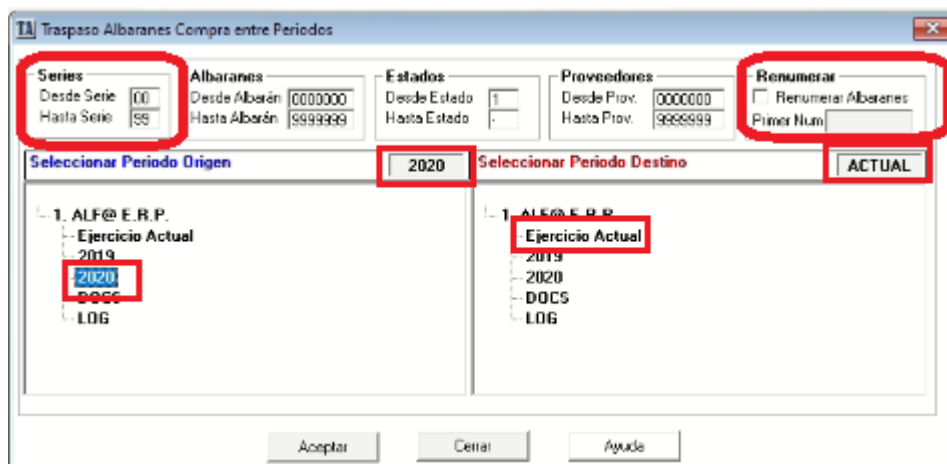 TA Traspaso Albaranes Compra entre Periodos
Series Albaranes Estados Proveedores Renumerar
Desde Serie 00 Desde Albarán 0000000 Desde Estado 1 Desde Prov. 0000000 Renumerar Albaranes
Hasta Serie 99 Hasta Albarán 9999999 Hasta Estado - Hasta Prov. 9999999 Primer Num
Seleccionar Periodo Origen 2020 Seleccionar Periodo Destino ACTUAL
1. ALF@ E.R.P.
Ejercicio Actual
2019
2020
DOCS
LOG
1. ALF@ E.R.P.
Ejercicio Actual
2019
2020
DOCS
LOG
Aceptar Cerrar Ayuda